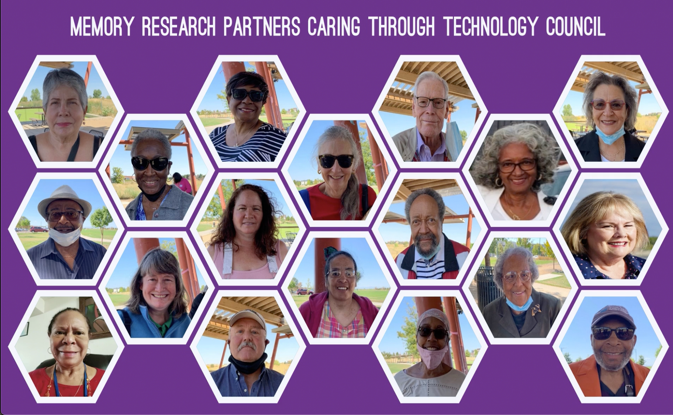 MEMORY RESEARCH PARTNERS CARING THROUGH TECHNOLOGY COUNCIL